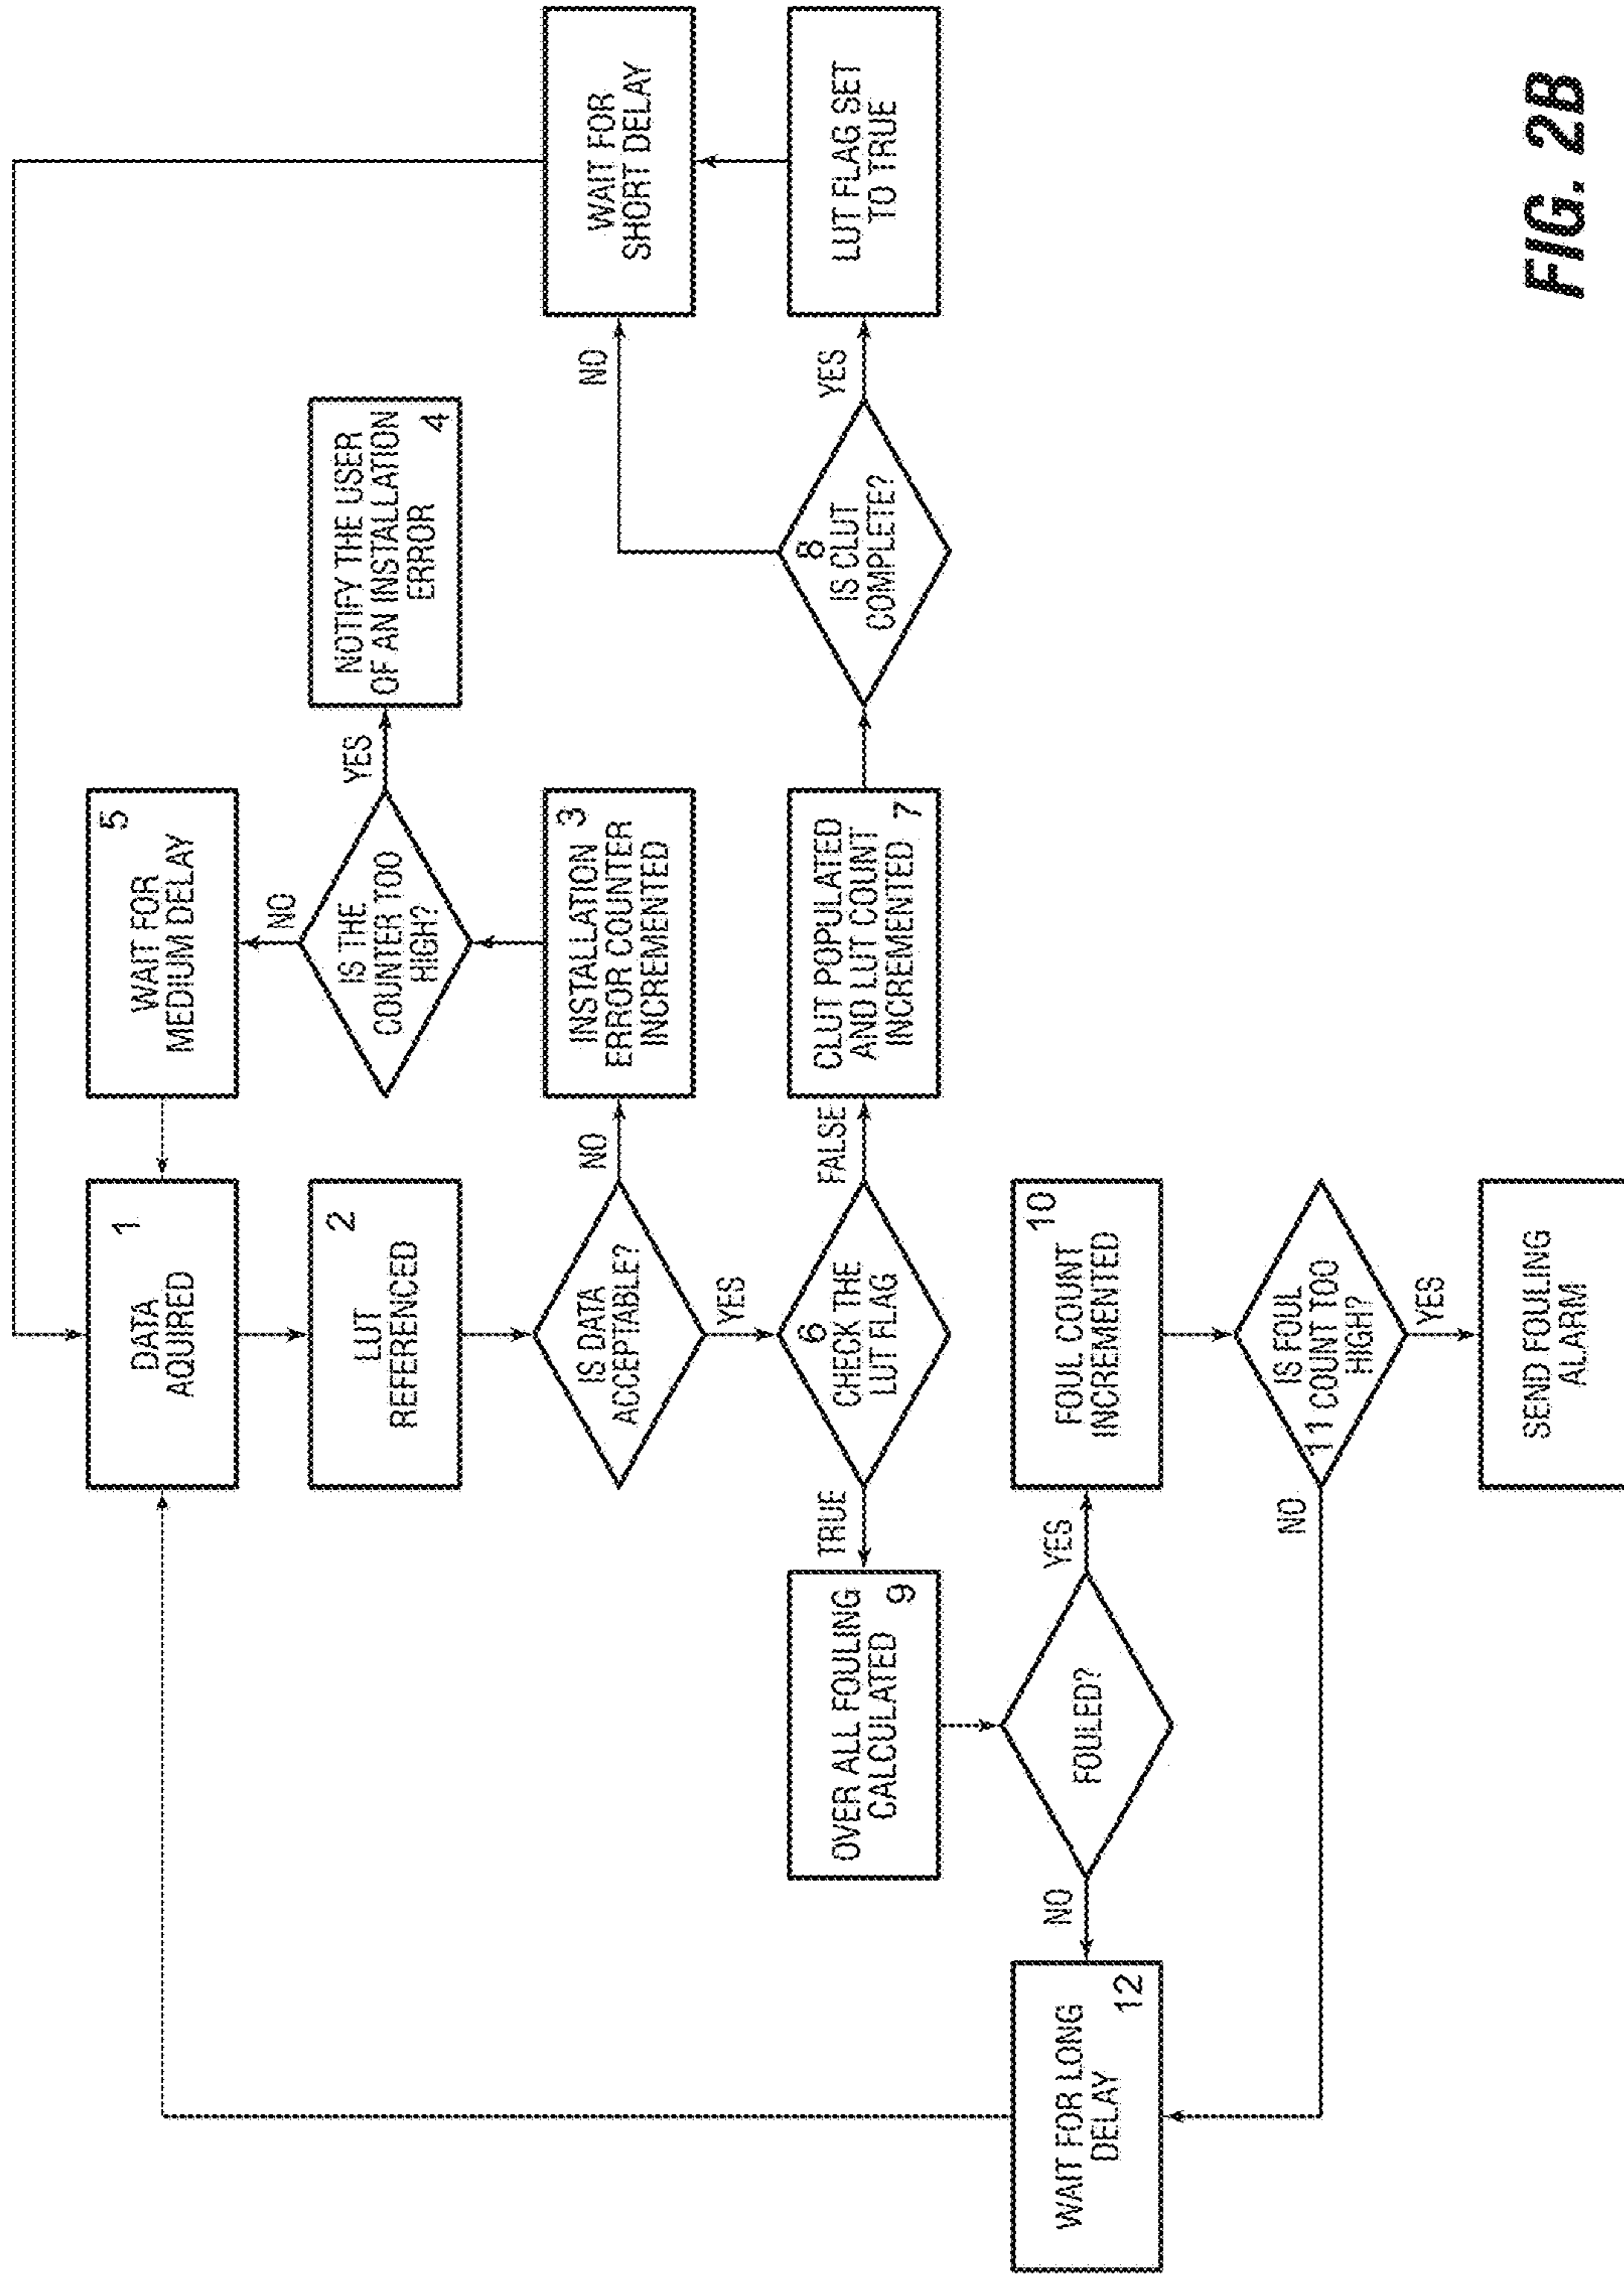 DATA
AQUIRED
1
LUT
REFERENCED
2
IS DATA
ACCEPTABLE?
NO
YES
INSTALLATION
ERROR COUNTER
INCREMENTED
3
IS THE
COUNTER TOO
HIGH?
YES
NO
NOTIFY THE USER
OF AN INSTALLATION
ERROR
4
WAIT FOR
MEDIUM DELAY
5
6
CHECK THE
LUT FLAG
FALSE
TRUE
CLUT POPULATED
AND LUT COUNT
INCREMENTED
7
8
IS CLUT
COMPLETE?
NO
YES
WAIT FOR
SHORT DELAY
LUT FLAG SET
TO TRUE
OVER ALL FOULING
CALCULATED
9
FOULED?
YES
NO
FOUL COUNT
INCREMENTED
10
IS FOUL
11 COUNT TOO
HIGH?
NO
YES
SEND FOULING
ALARM
WAIT FOR LONG
DELAY
12
FIG. 2B